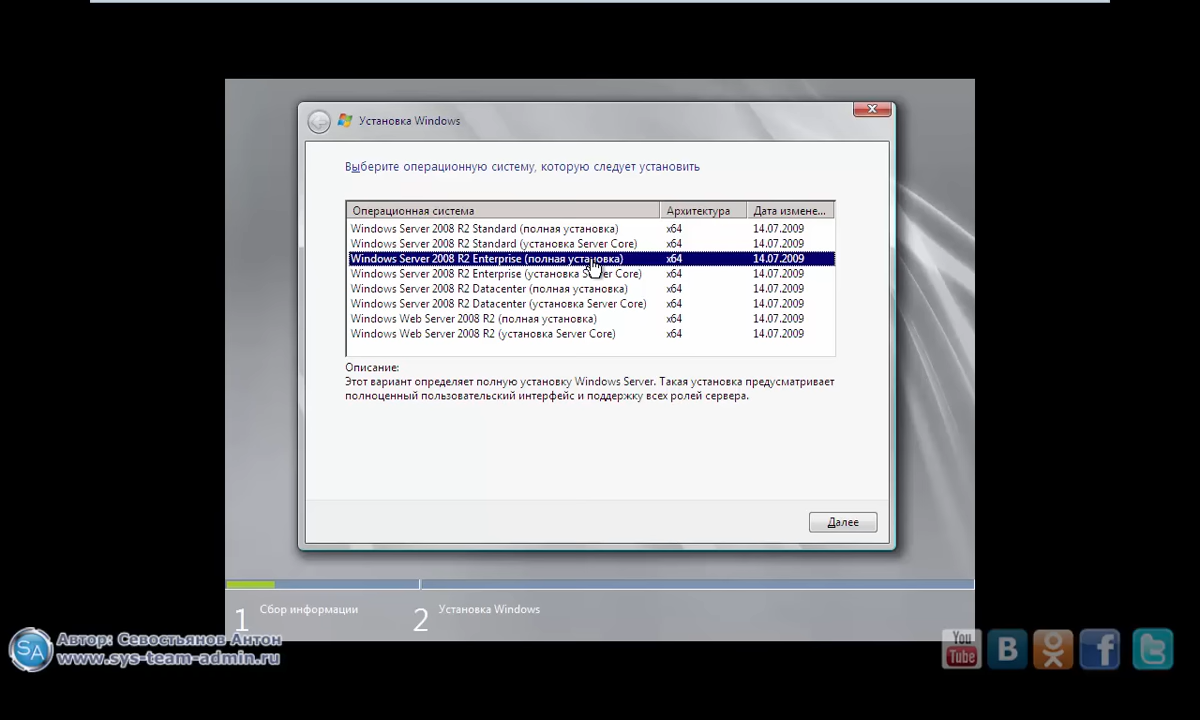 Установка Windows
Выберите операционную систему, которую следует установить
Операционная система Архитектура Дата измене...
Windows Server 2008 R2 Standard (полная установка) x64 14.07.2009
Windows Server 2008 R2 Standard (установка Server Core) x64 14.07.2009
Windows Server 2008 R2 Enterprise (полная установка) x64 14.07.2009
Windows Server 2008 R2 Enterprise (установка Server Core) x64 14.07.2009
Windows Server 2008 R2 Datacenter (полная установка) x64 14.07.2009
Windows Server 2008 R2 Datacenter (установка Server Core) x64 14.07.2009
Windows Web Server 2008 R2 (полная установка) x64 14.07.2009
Windows Web Server 2008 R2 (установка Server Core) x64 14.07.2009
Описание:
Этот вариант определяет полную установку Windows Server. Такая установка предусматривает
полноценный пользовательский интерфейс и поддержку всех ролей сервера.
Далее
1 Сбор информации 2 Установка Windows
SA Автор: Севостьянов Антон
www.sys-team-admin.ru
You
Tube
B f t